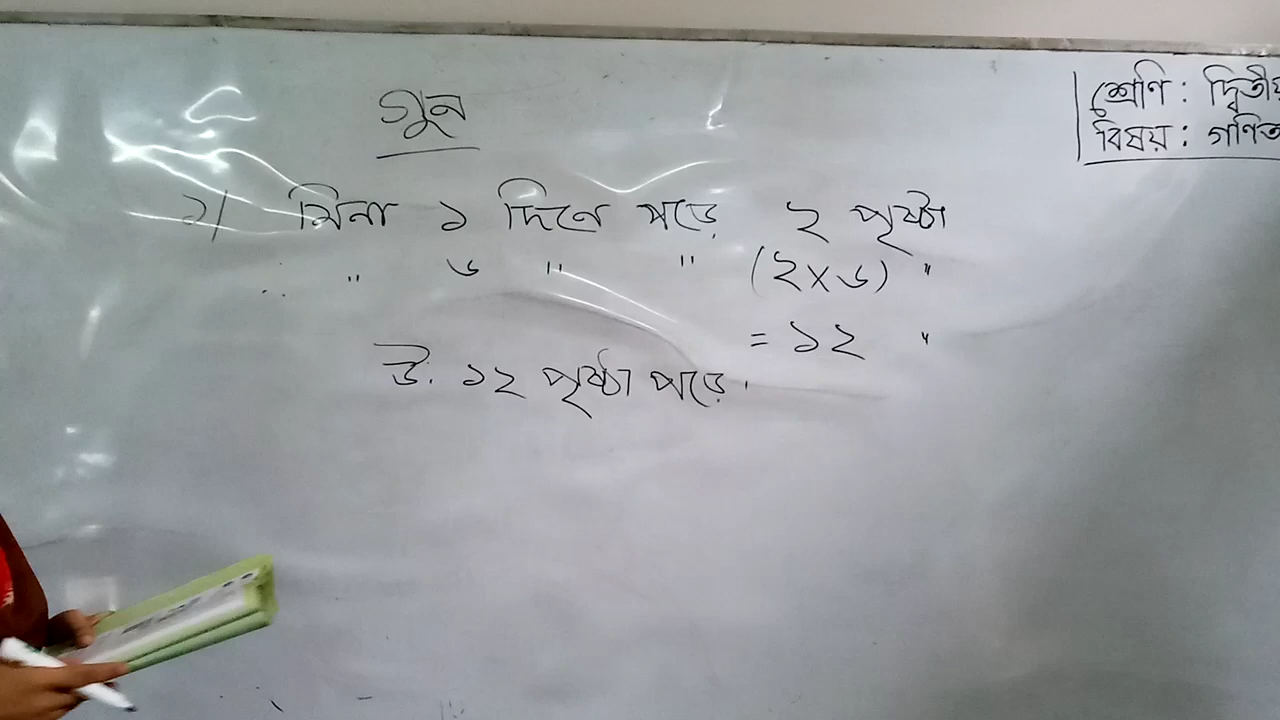 শ্রেণি : দ্বিতীয়
বিষয় : গণিত
গুন
১/ মিনা ১ দিনে পড়ে ২ পৃষ্ঠা
∴ " ৬ " " (২×৬) "
= ১২ "
উ: ১২ পৃষ্ঠা পড়ে।